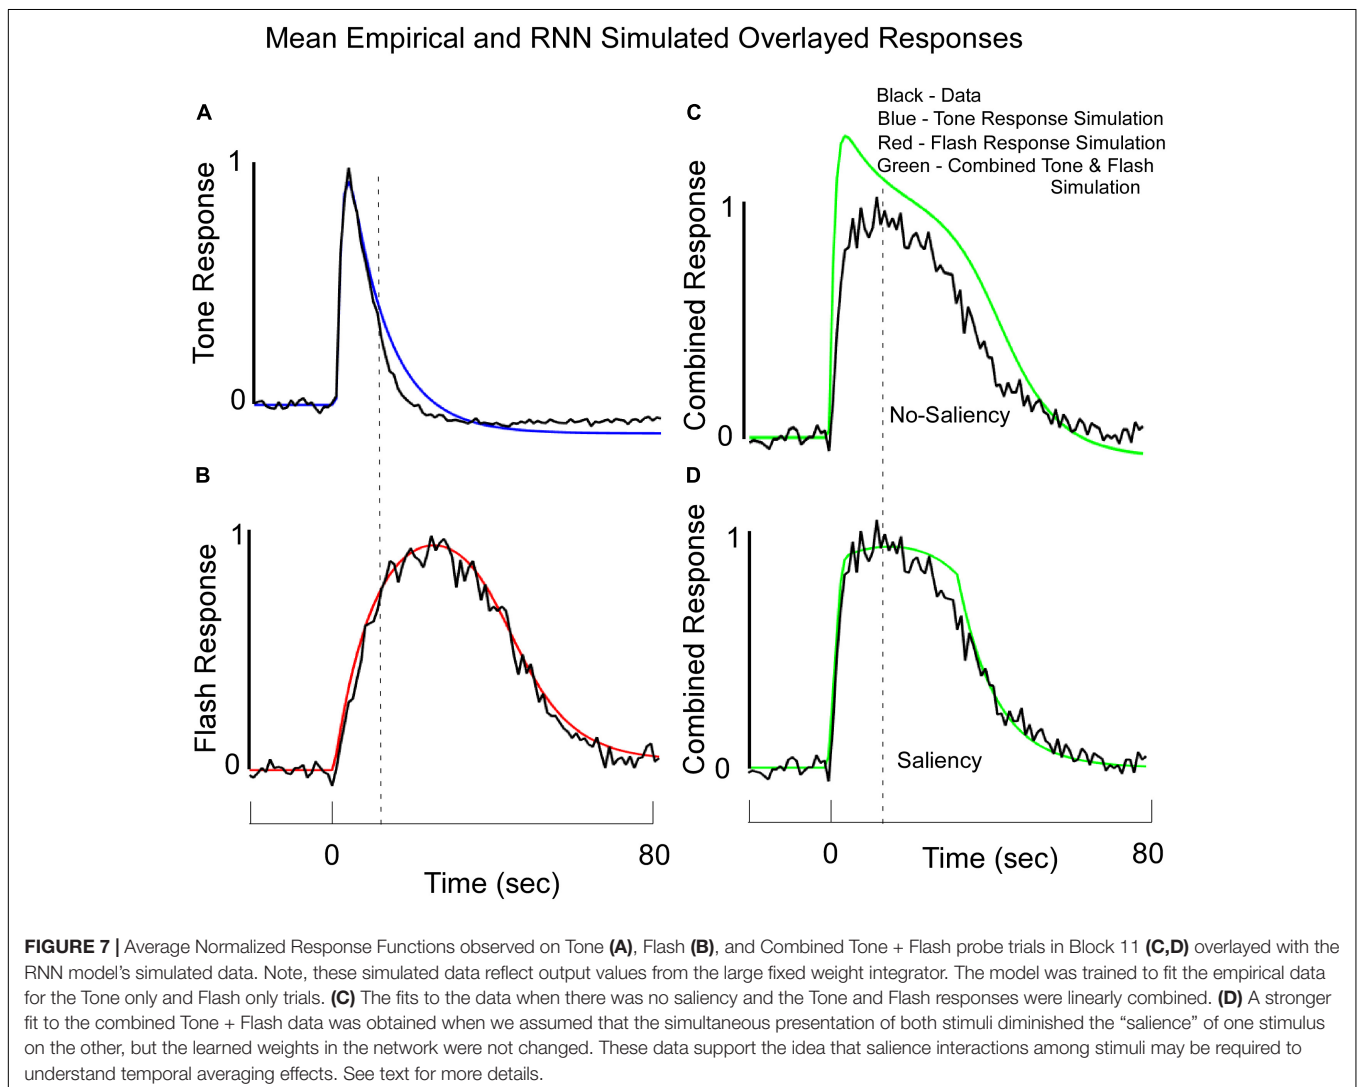 Mean Empirical and RNN Simulated Overlayed Responses
A
1
Tone Response
0
B
1
Flash Response
0
0
80
Time (sec)
C
Black - Data
Blue - Tone Response Simulation
Red - Flash Response Simulation
Green - Combined Tone & Flash
Simulation
1
Combined Response
0
No-Saliency
D
1
Combined Response
0
Saliency
0
80
Time (sec)
FIGURE 7 | Average Normalized Response Functions observed on Tone (A), Flash (B), and Combined Tone + Flash probe trials in Block 11 (C,D) overlayed with the
RNN model's simulated data. Note, these simulated data reflect output values from the large fixed weight integrator. The model was trained to fit the empirical data
for the Tone only and Flash only trials. (C) The fits to the data when there was no saliency and the Tone and Flash responses were linearly combined. (D) A stronger
fit to the combined Tone + Flash data was obtained when we assumed that the simultaneous presentation of both stimuli diminished the “salience” of one stimulus
on the other, but the learned weights in the network were not changed. These data support the idea that salience interactions among stimuli may be required to
understand temporal averaging effects. See text for more details.